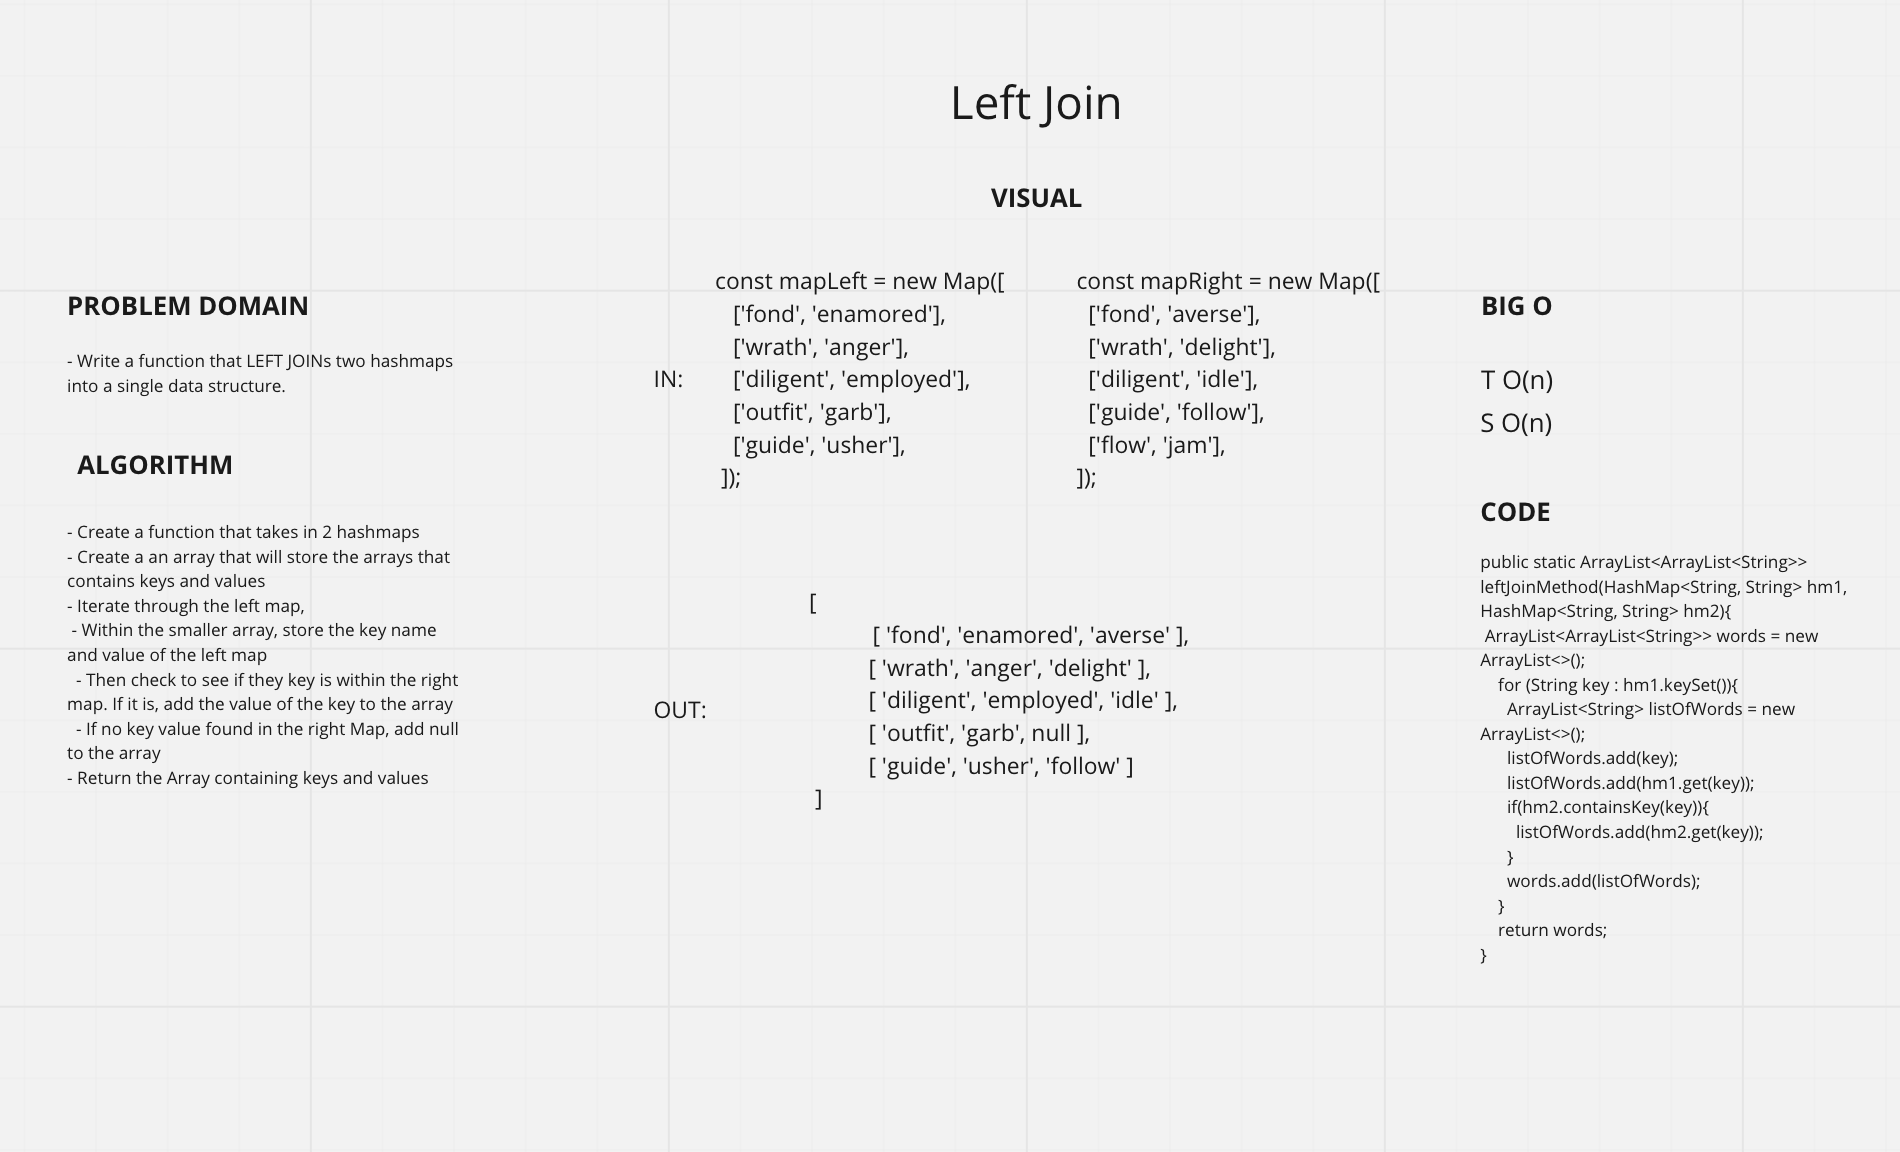 Left Join
VISUAL
PROBLEM DOMAIN
- Write a function that LEFT JOINs two hashmaps
into a single data structure.
ALGORITHM
- Create a function that takes in 2 hashmaps
- Create a an array that will store the arrays that
contains keys and values
- Iterate through the left map,
- Within the smaller array, store the key name
and value of the left map
- Then check to see if they key is within the right
map. If it is, add the value of the key to the array
- If no key value found in the right Map, add null
to the array
- Return the Array containing keys and values
IN:
const mapLeft = new Map([
['fond', 'enamored'],
['wrath', 'anger'],
['diligent', 'employed'],
['outfit', 'garb'],
['guide', 'usher'],
]);
const mapRight = new Map([
['fond', 'averse'],
['wrath', 'delight'],
['diligent', 'idle'],
['guide', 'follow'],
['flow', 'jam'],
]);
OUT:
[
[ 'fond', 'enamored', 'averse' ],
[ 'wrath', 'anger', 'delight' ],
[ 'diligent', 'employed', 'idle' ],
[ 'outfit', 'garb', null ],
[ 'guide', 'usher', 'follow' ]
]
BIG O
T O(n)
S O(n)
CODE
public static ArrayList<ArrayList<String>>
leftJoinMethod(HashMap<String, String> hm1,
HashMap<String, String> hm2){
ArrayList<ArrayList<String>> words = new
ArrayList<>();
for (String key : hm1.keySet()){
ArrayList<String> listOfWords = new
ArrayList<>();
listOfWords.add(key);
listOfWords.add(hm1.get(key));
if(hm2.containsKey(key)){
listOfWords.add(hm2.get(key));
}
words.add(listOfWords);
}
return words;
}